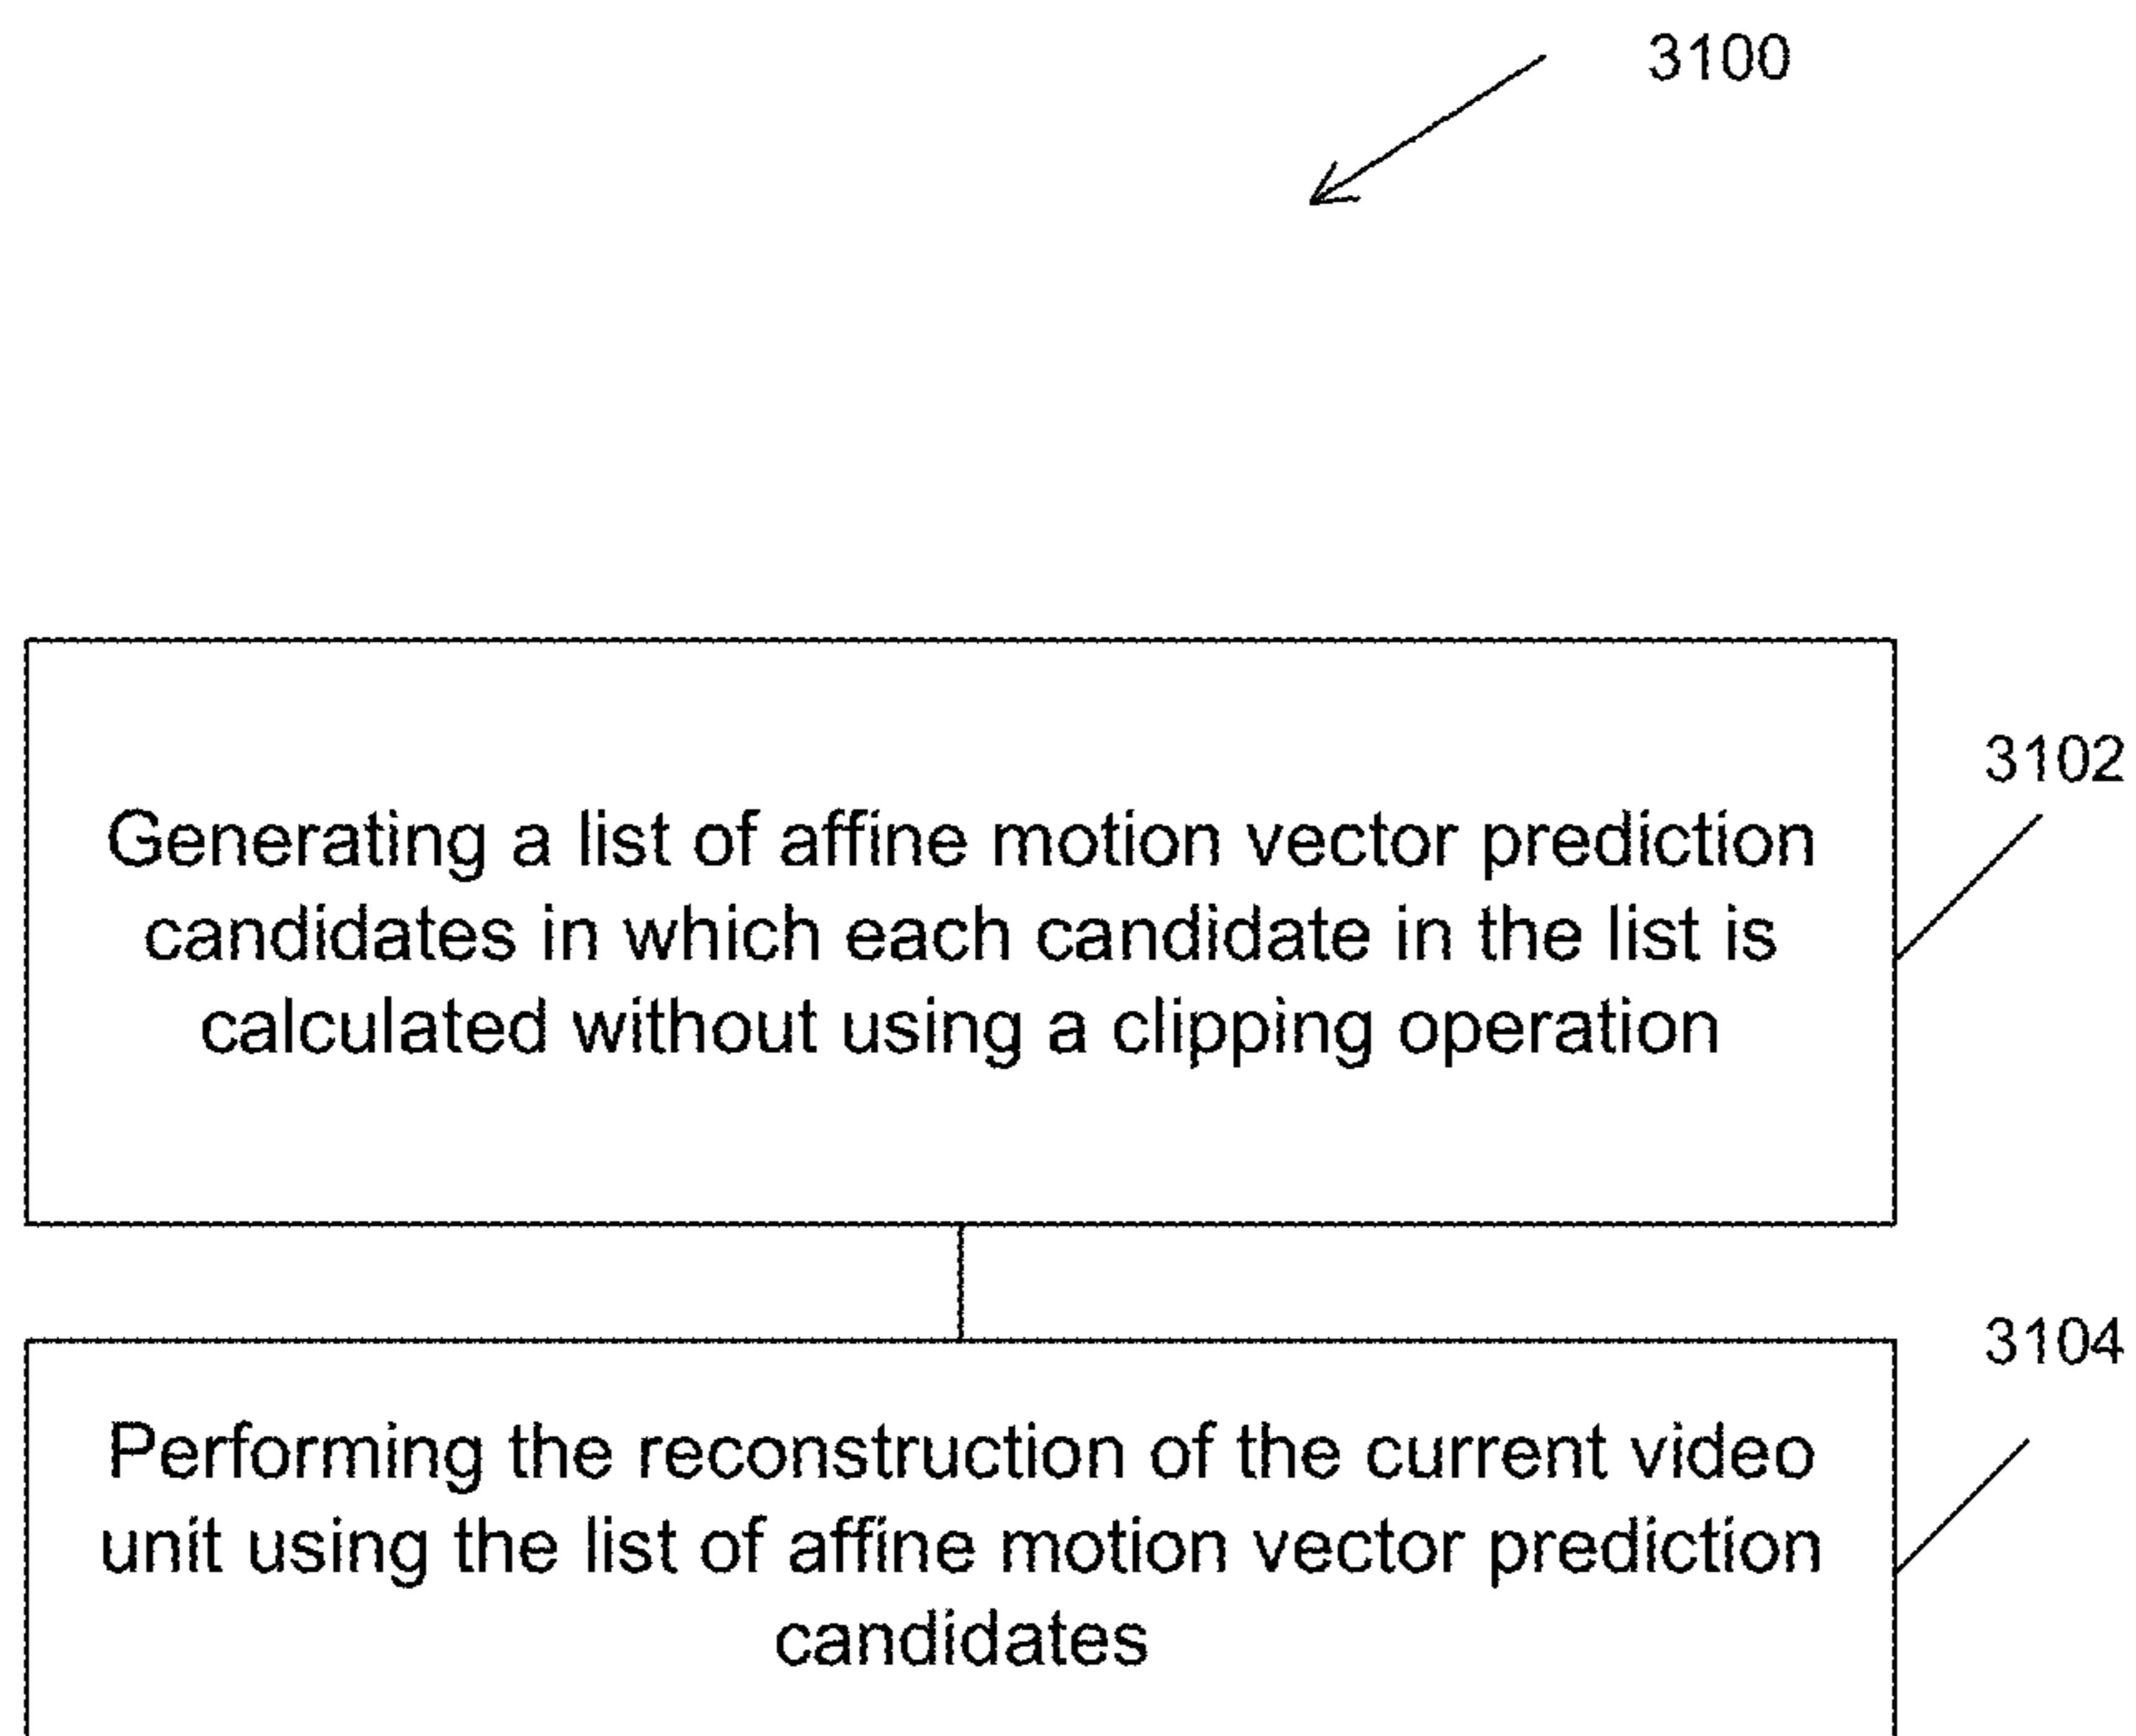 3100
3102
Generating a list of affine motion vector prediction
candidates in which each candidate in the list is
calculated without using a clipping operation
3104
Performing the reconstruction of the current video
unit using the list of affine motion vector prediction
candidates